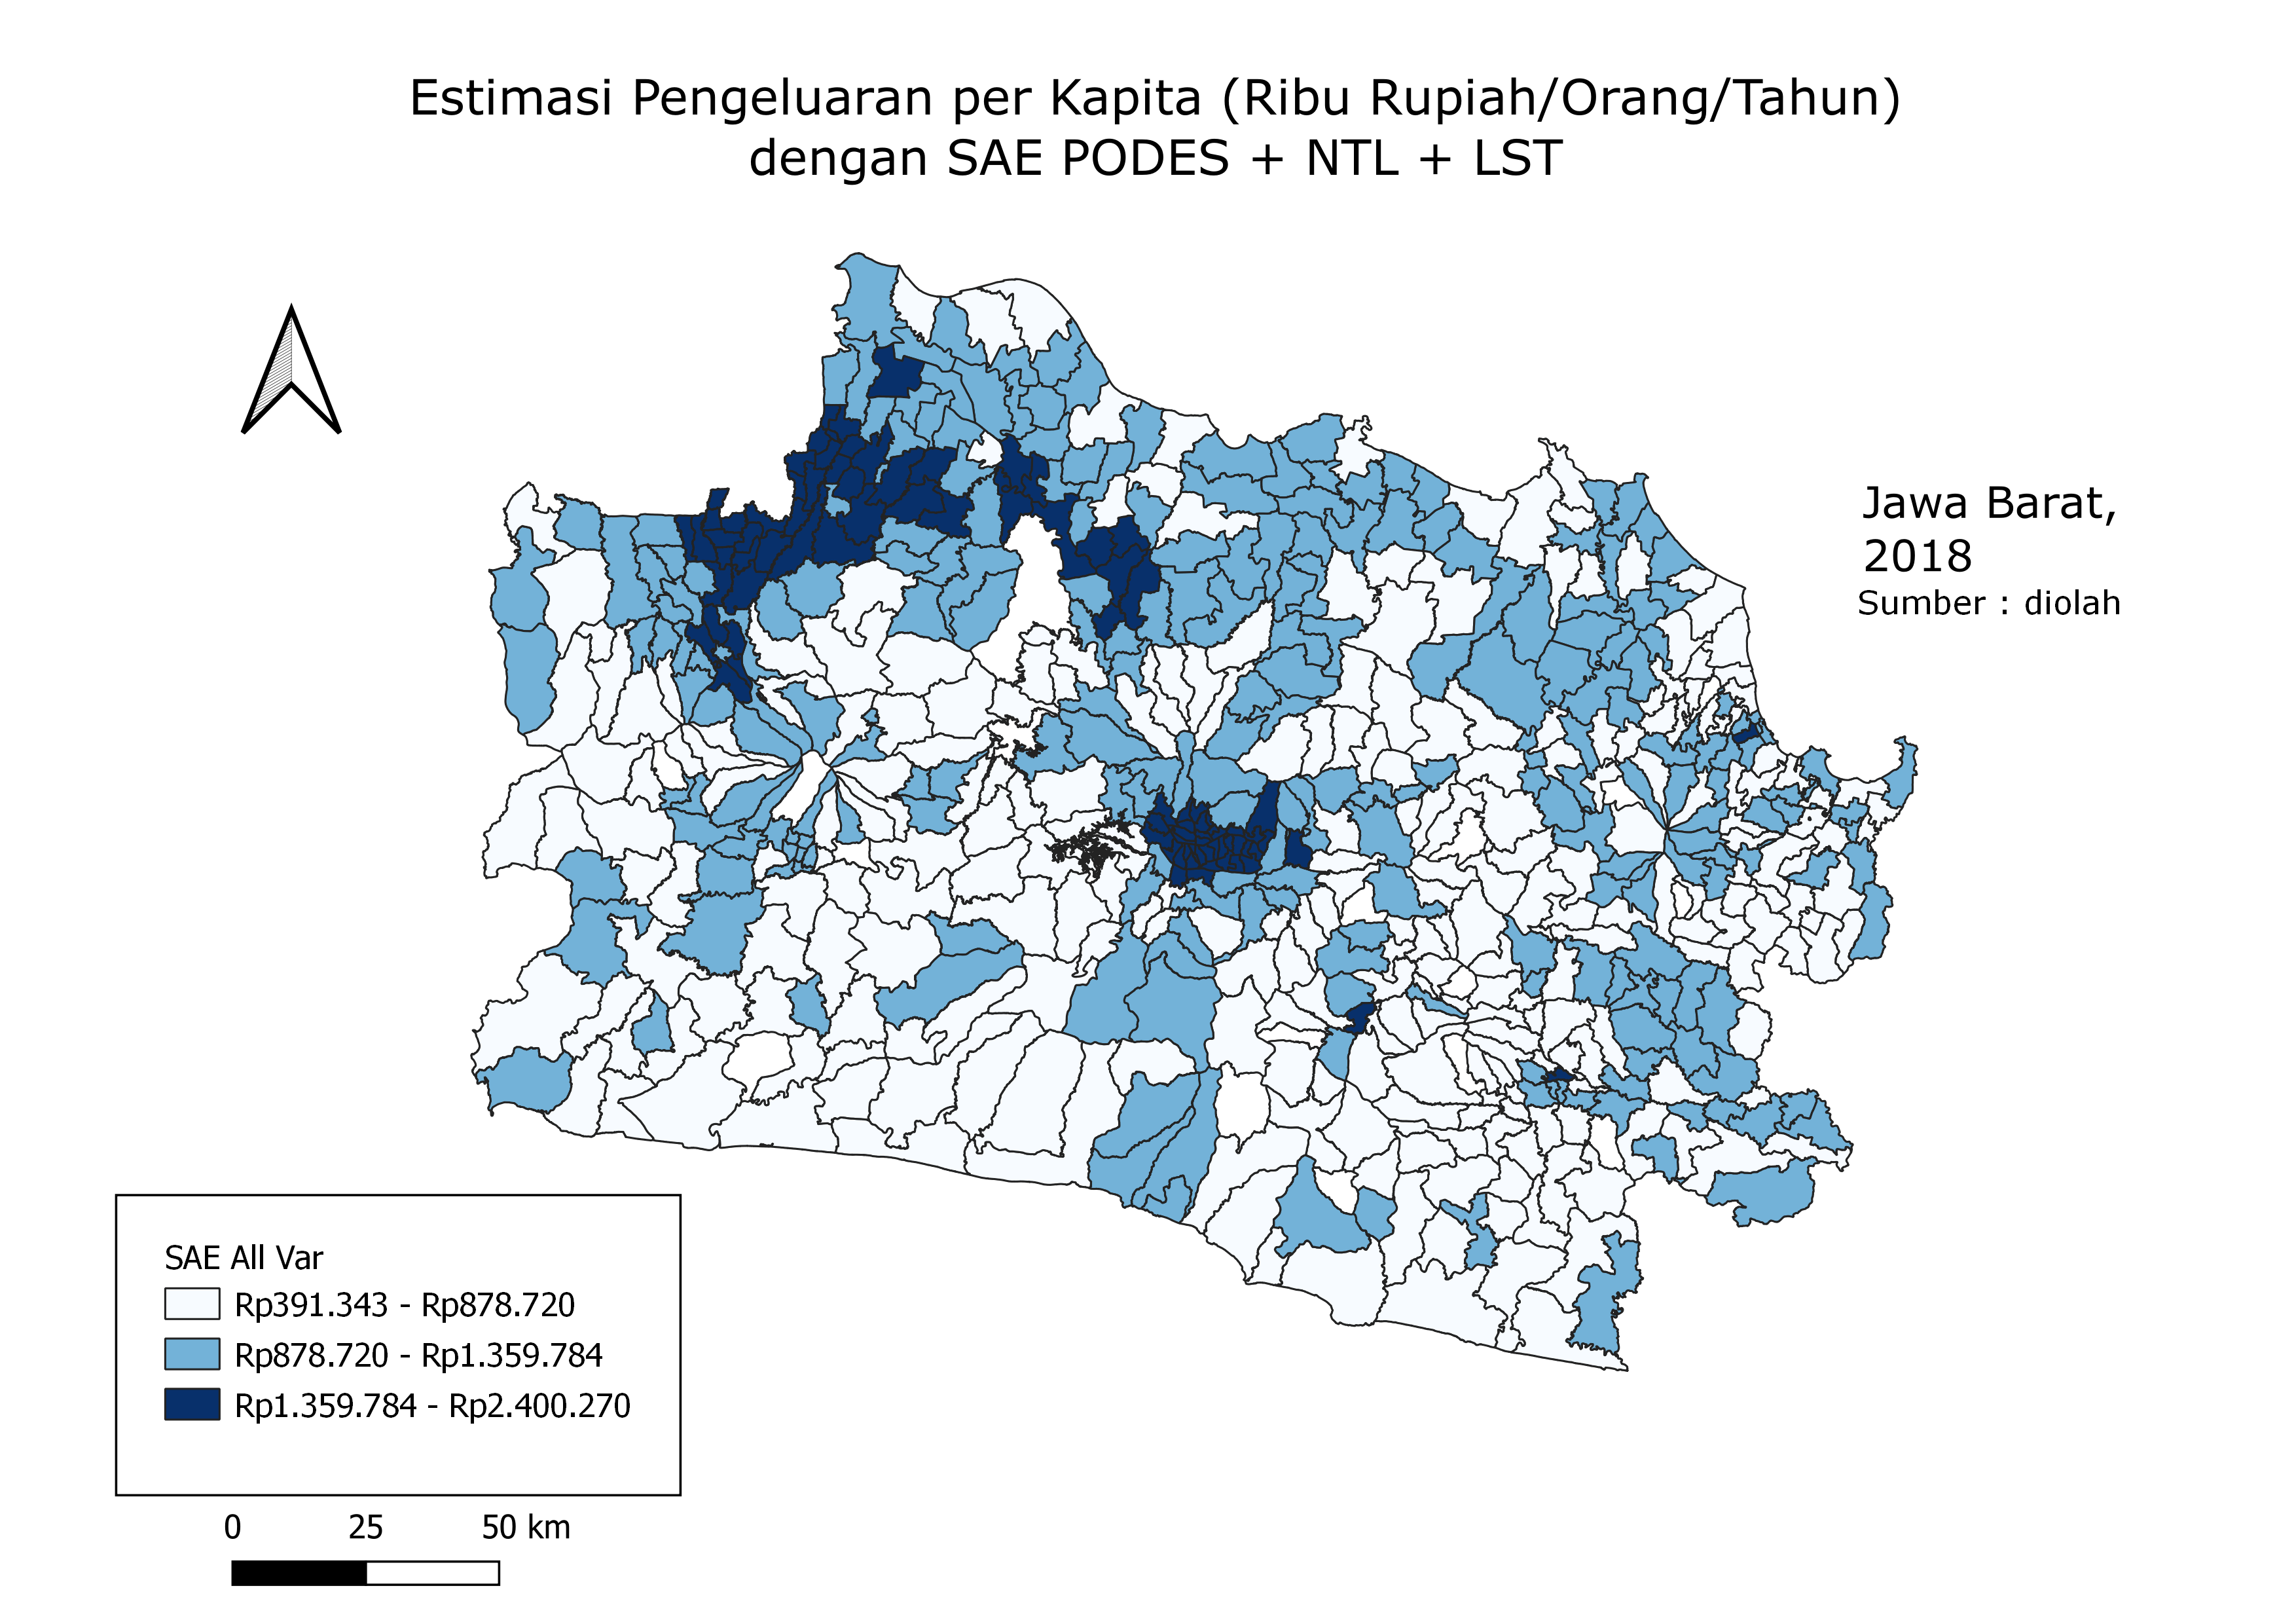 Estimasi Pengeluaran per Kapita (Ribu Rupiah/Orang/Tahun)
dengan SAE PODES + NTL + LST
Jawa Barat,
2018
Sumber : diolah
SAE All Var
Rp391.343 - Rp878.720
Rp878.720 - Rp1.359.784
Rp1.359.784 - Rp2.400.270
0 25 50 km